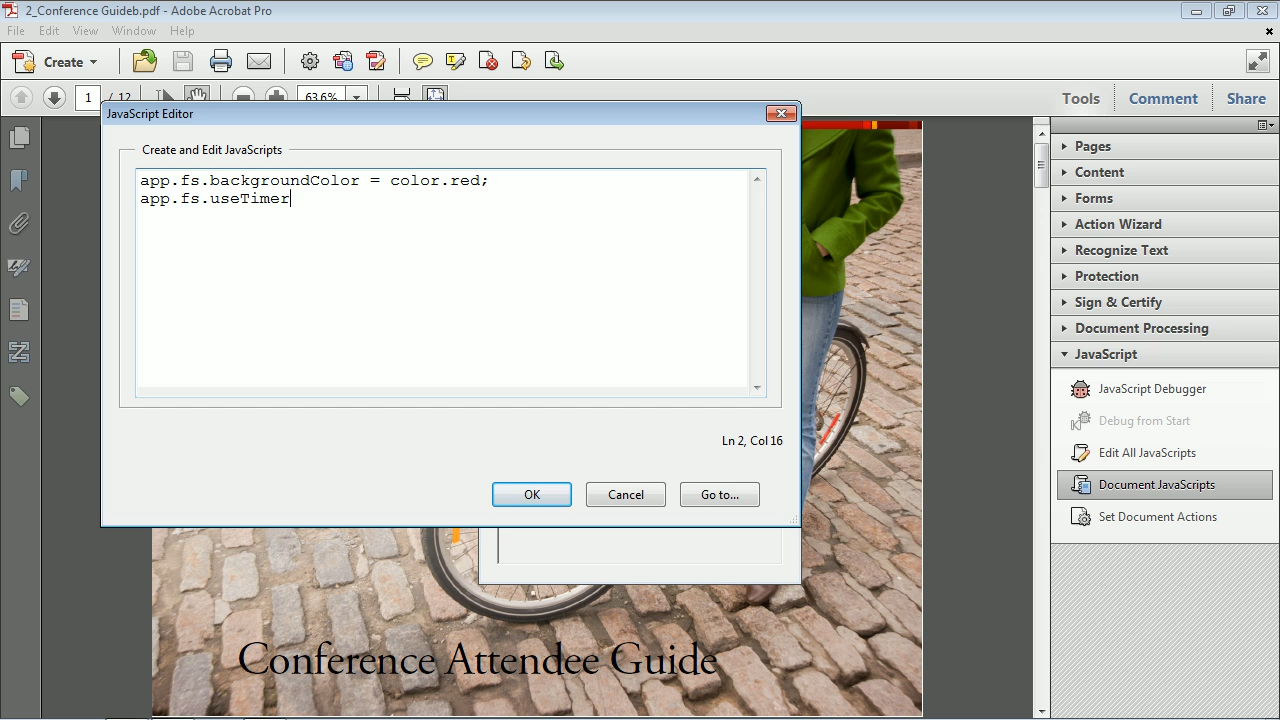 2_Conference Guideb.pdf - Adobe Acrobat Pro
File Edit View Window Help
Create
1 / 12
63.6%
Tools Comment Share
JavaScript Editor
Create and Edit JavaScripts
app.fs.backgroundColor = color.red;
app.fs.useTimer
Ln 2, Col 16
OK Cancel Go to...
Pages
Content
Forms
Action Wizard
Recognize Text
Protection
Sign & Certify
Document Processing
JavaScript
JavaScript Debugger
Debug from Start
Edit All JavaScripts
Document JavaScripts
Set Document Actions
Conference Attendee Guide